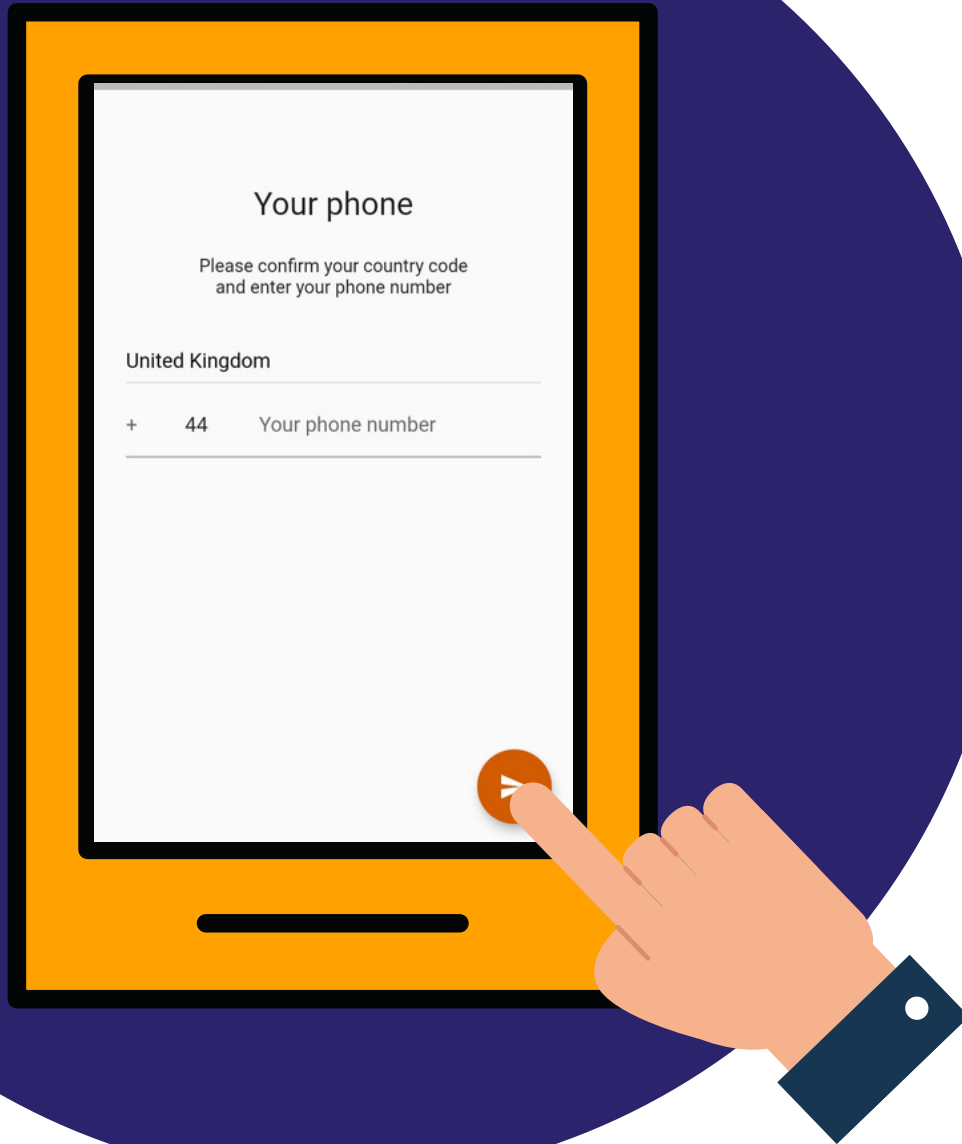 Your phone
Please confirm your country code
and enter your phone number
United Kingdom
+ 44 Your phone number